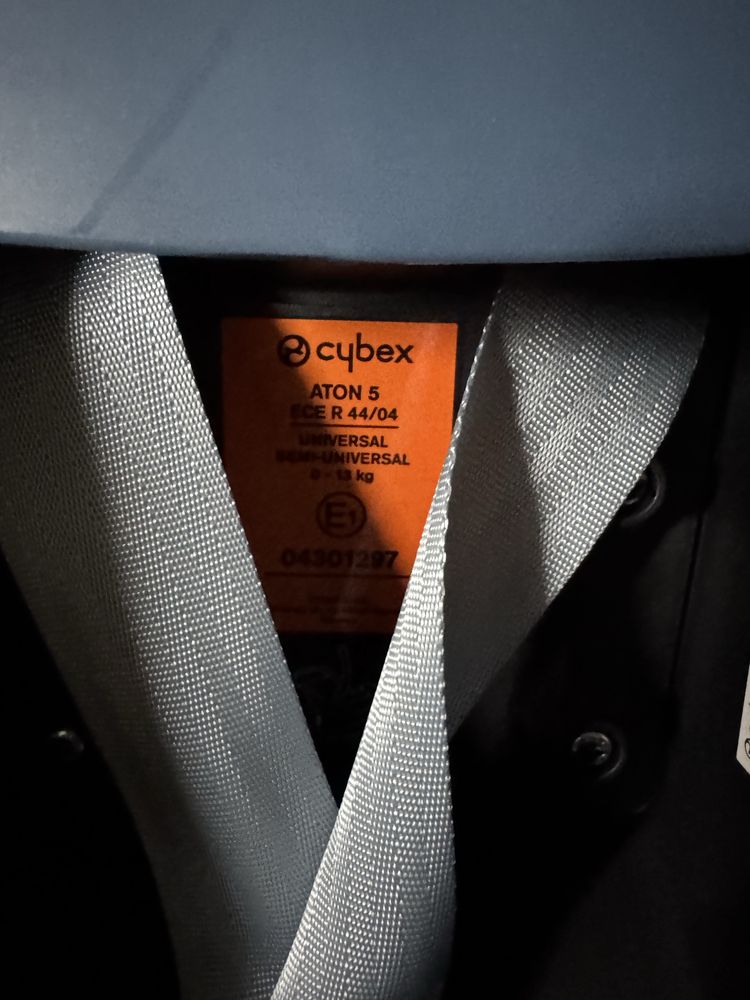 cybex
ATON 5
ECE R 44/04
UNIVERSAL
SEMI-UNIVERSAL
0 - 13 kg
E1
04301297